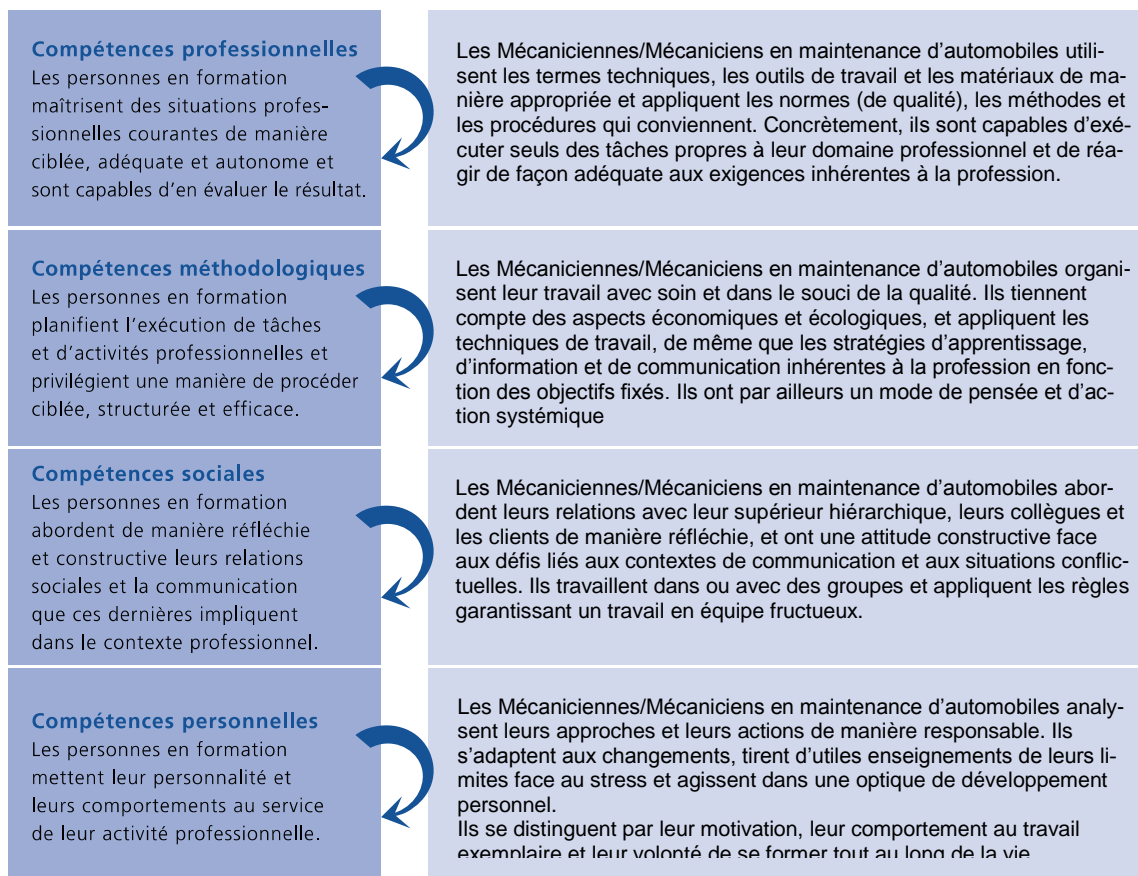 Compétences professionnelles
Les personnes en formation
maîtrisent des situations profes-
sionnelles courantes de manière
ciblée, adéquate et autonome et
sont capables d'en évaluer le résultat.
Les Mécaniciennes/Mécaniciens en maintenance d'automobiles utili-
sent les termes techniques, les outils de travail et les matériaux de ma-
nière appropriée et appliquent les normes (de qualité), les méthodes et
les procédures qui conviennent. Concrètement, ils sont capables d'exé-
cuter seuls des tâches propres à leur domaine professionnel et de réa-
gir de façon adéquate aux exigences inhérentes à la profession.
Compétences méthodologiques
Les personnes en formation
planifient l'exécution de tâches
et d'activités professionnelles et
privilégient une manière de procéder
ciblée, structurée et efficace.
Les Mécaniciennes/Mécaniciens en maintenance d'automobiles organi-
sent leur travail avec soin et dans le souci de la qualité. Ils tiennent
compte des aspects économiques et écologiques, et appliquent les
techniques de travail, de même que les stratégies d'apprentissage,
d'information et de communication inhérentes à la profession en fonc-
tion des objectifs fixés. Ils ont par ailleurs un mode de pensée et d'ac-
tion systémique
Compétences sociales
Les personnes en formation
abordent de manière réfléchie
et constructive leurs relations
sociales et la communication
que ces dernières impliquent
dans le contexte professionnel.
Les Mécaniciennes/Mécaniciens en maintenance d'automobiles abor-
dent leurs relations avec leur supérieur hiérarchique, leurs collègues et
les clients de manière réfléchie, et ont une attitude constructive face
aux défis liés aux contextes de communication et aux situations conflic-
tuelles. Ils travaillent dans ou avec des groupes et appliquent les règles
garantissant un travail en équipe fructueux.
Compétences personnelles
Les personnes en formation
mettent leur personnalité et
leurs comportements au service
de leur activité professionnelle.
Les Mécaniciennes/Mécaniciens en maintenance d'automobiles analy-
sent leurs approches et leurs actions de manière responsable. Ils
s'adaptent aux changements, tirent d'utiles enseignements de leurs li-
mites face au stress et agissent dans une optique de développement
personnel.
Ils se distinguent par leur motivation, leur comportement au travail
exemplaire et leur volonté de se former tout au long de la vie